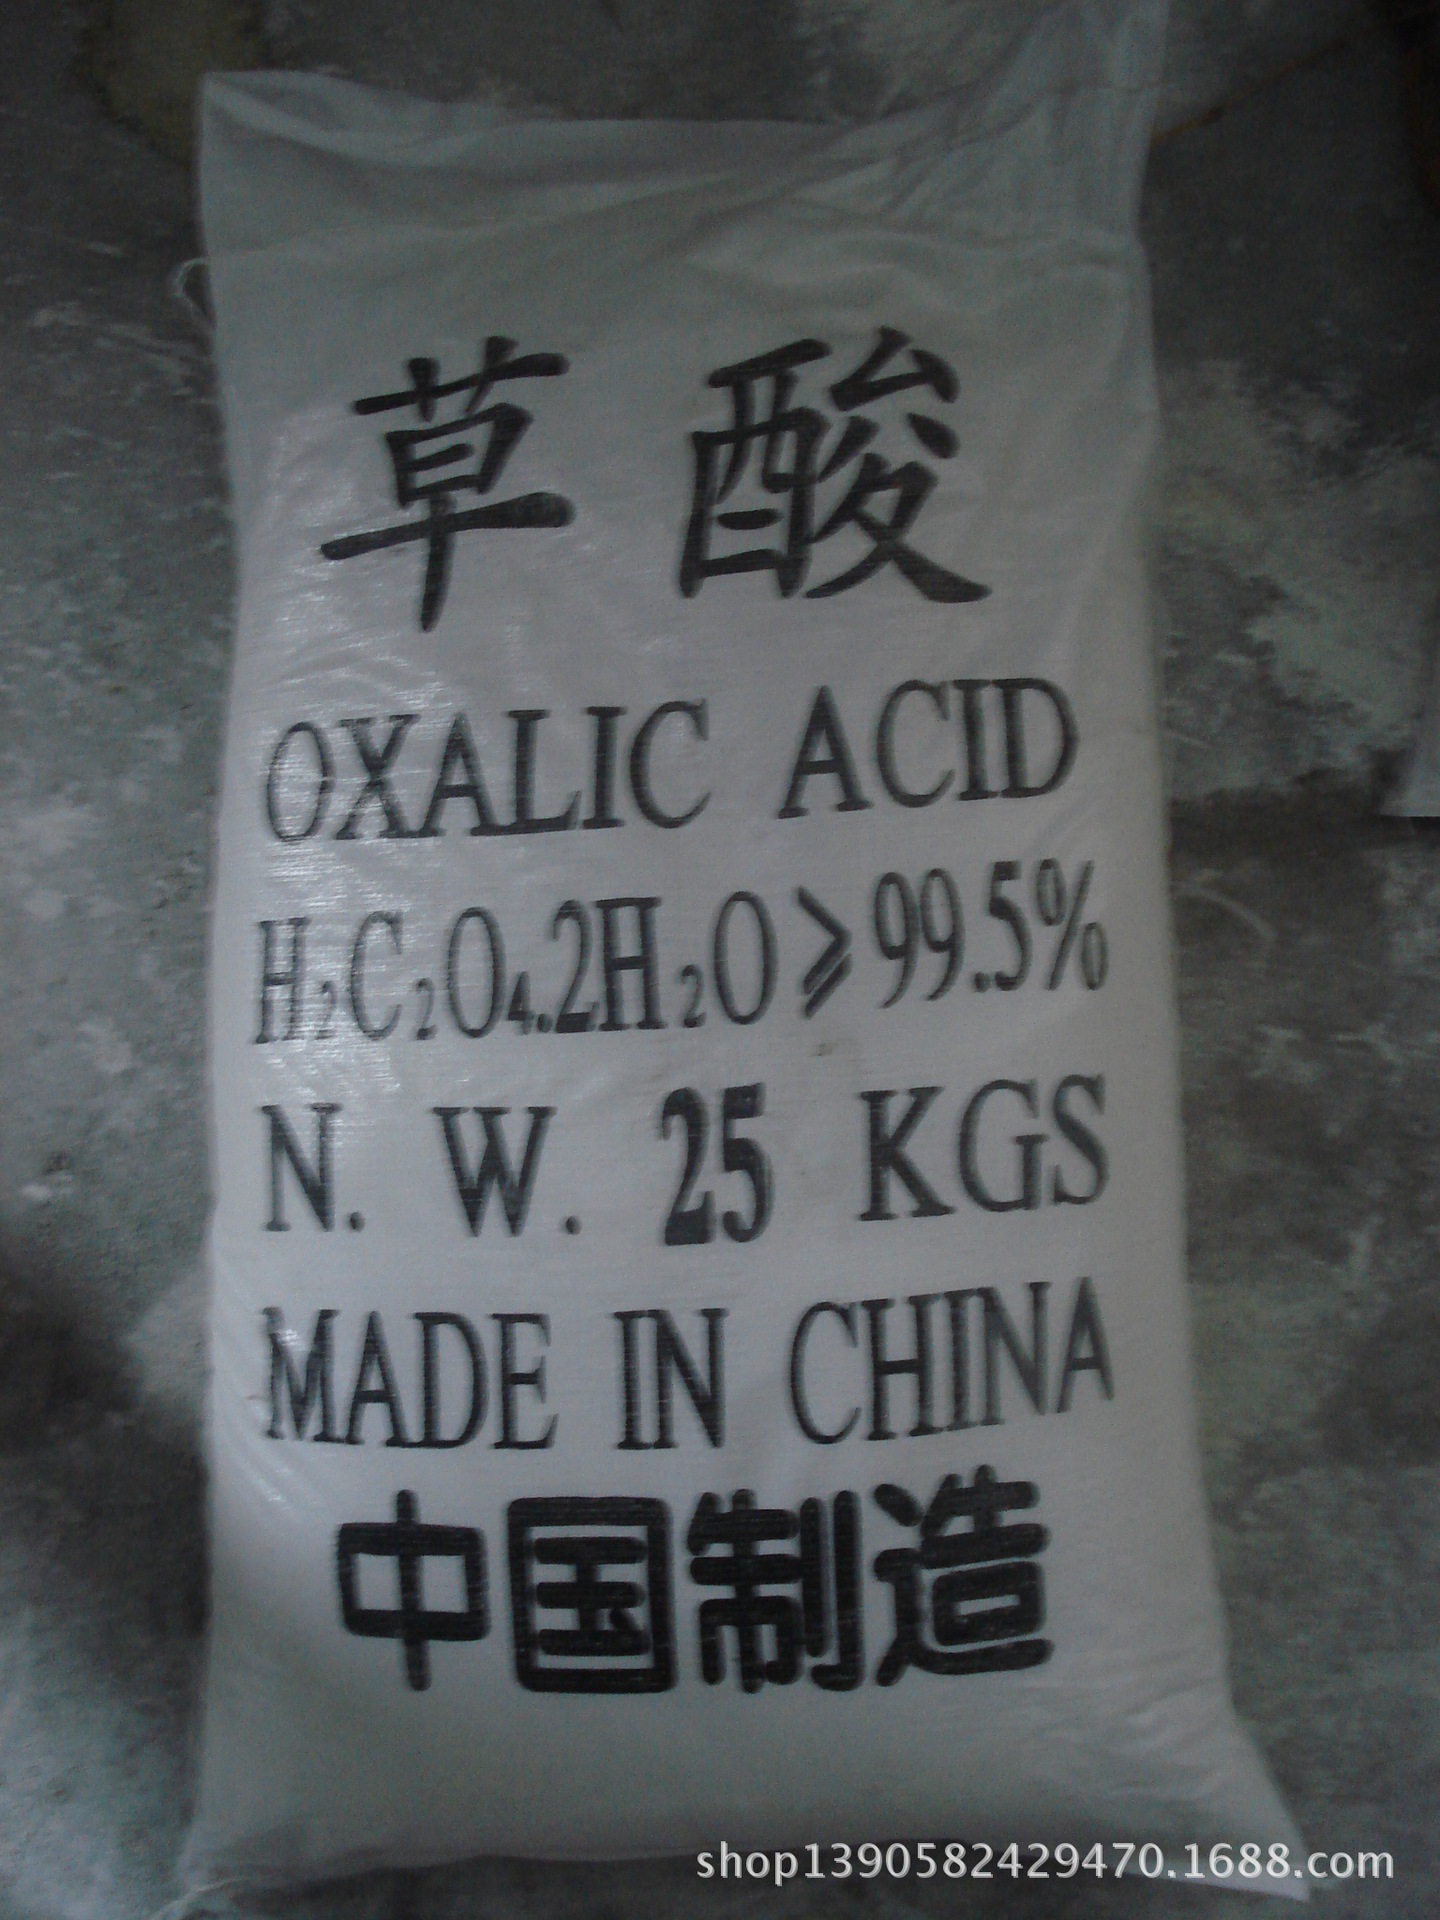 草酸
OXALIC ACID
H₂C₂O₄.2H₂O⩾99.5%
N. W. 25 KGS
MADE IN CHINA
中国制造
shop1390582429470.1688.com